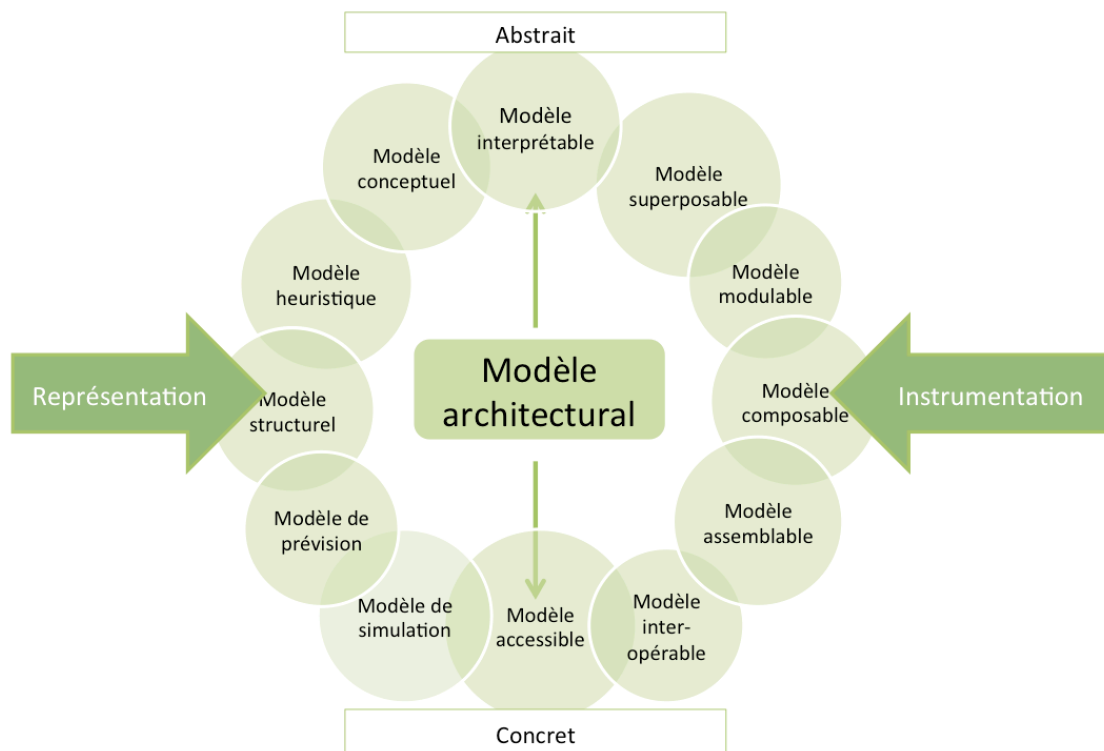 Abstrait
Modèle
interprétable
Modèle
conceptuel
Modèle
superposable
Modèle
heuristique
Modèle
modulable
Modèle
architectural
Représentation
Modèle
structurel
Modèle
composable
Instrumentation
Modèle de
prévision
Modèle
assemblable
Modèle de
simulation
Modèle
accessible
Modèle
inter-
opérable
Concret